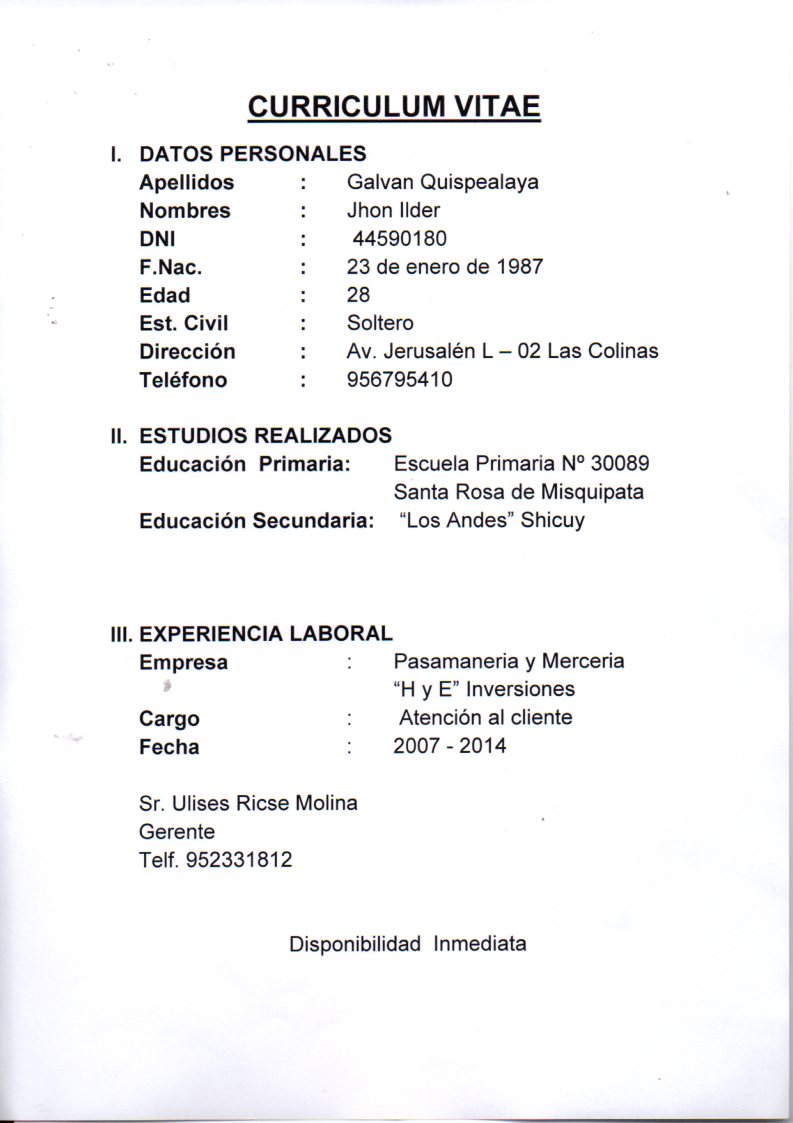 CURRICULUM VITAE
I. DATOS PERSONALES
Apellidos : Galvan Quispealaya
Nombres : Jhon Ilder
DNI : 44590180
F.Nac. : 23 de enero de 1987
Edad : 28
Est. Civil : Soltero
Dirección : Av. Jerusalén L – 02 Las Colinas
Teléfono : 956795410
II. ESTUDIOS REALIZADOS
Educación Primaria: Escuela Primaria Nº 30089
Santa Rosa de Misquipata
Educación Secundaria: “Los Andes” Shicuy
III. EXPERIENCIA LABORAL
Empresa : Pasamaneria y Merceria
“H y E” Inversiones
Cargo : Atención al cliente
Fecha : 2007 - 2014
Sr. Ulises Ricse Molina
Gerente
Telf. 952331812
Disponibilidad Inmediata